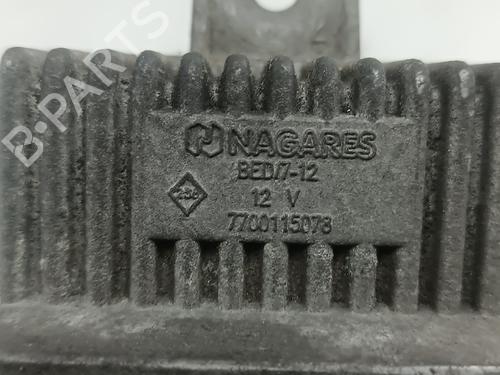 B-PARTS
NAGARES
BED/7-12
12 V
7700115078